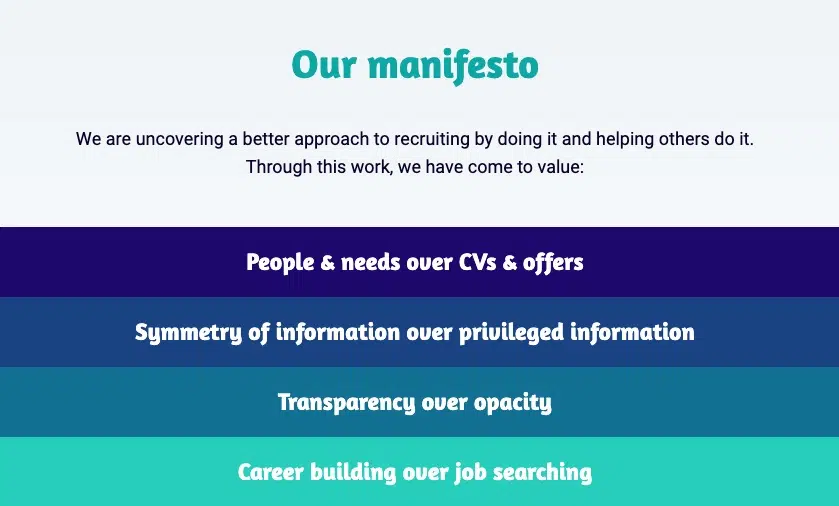 Our manifesto
We are uncovering a better approach to recruiting by doing it and helping others do it.
Through this work, we have come to value:
People & needs over CVs & offers
Symmetry of information over privileged information
Transparency over opacity
Career building over job searching